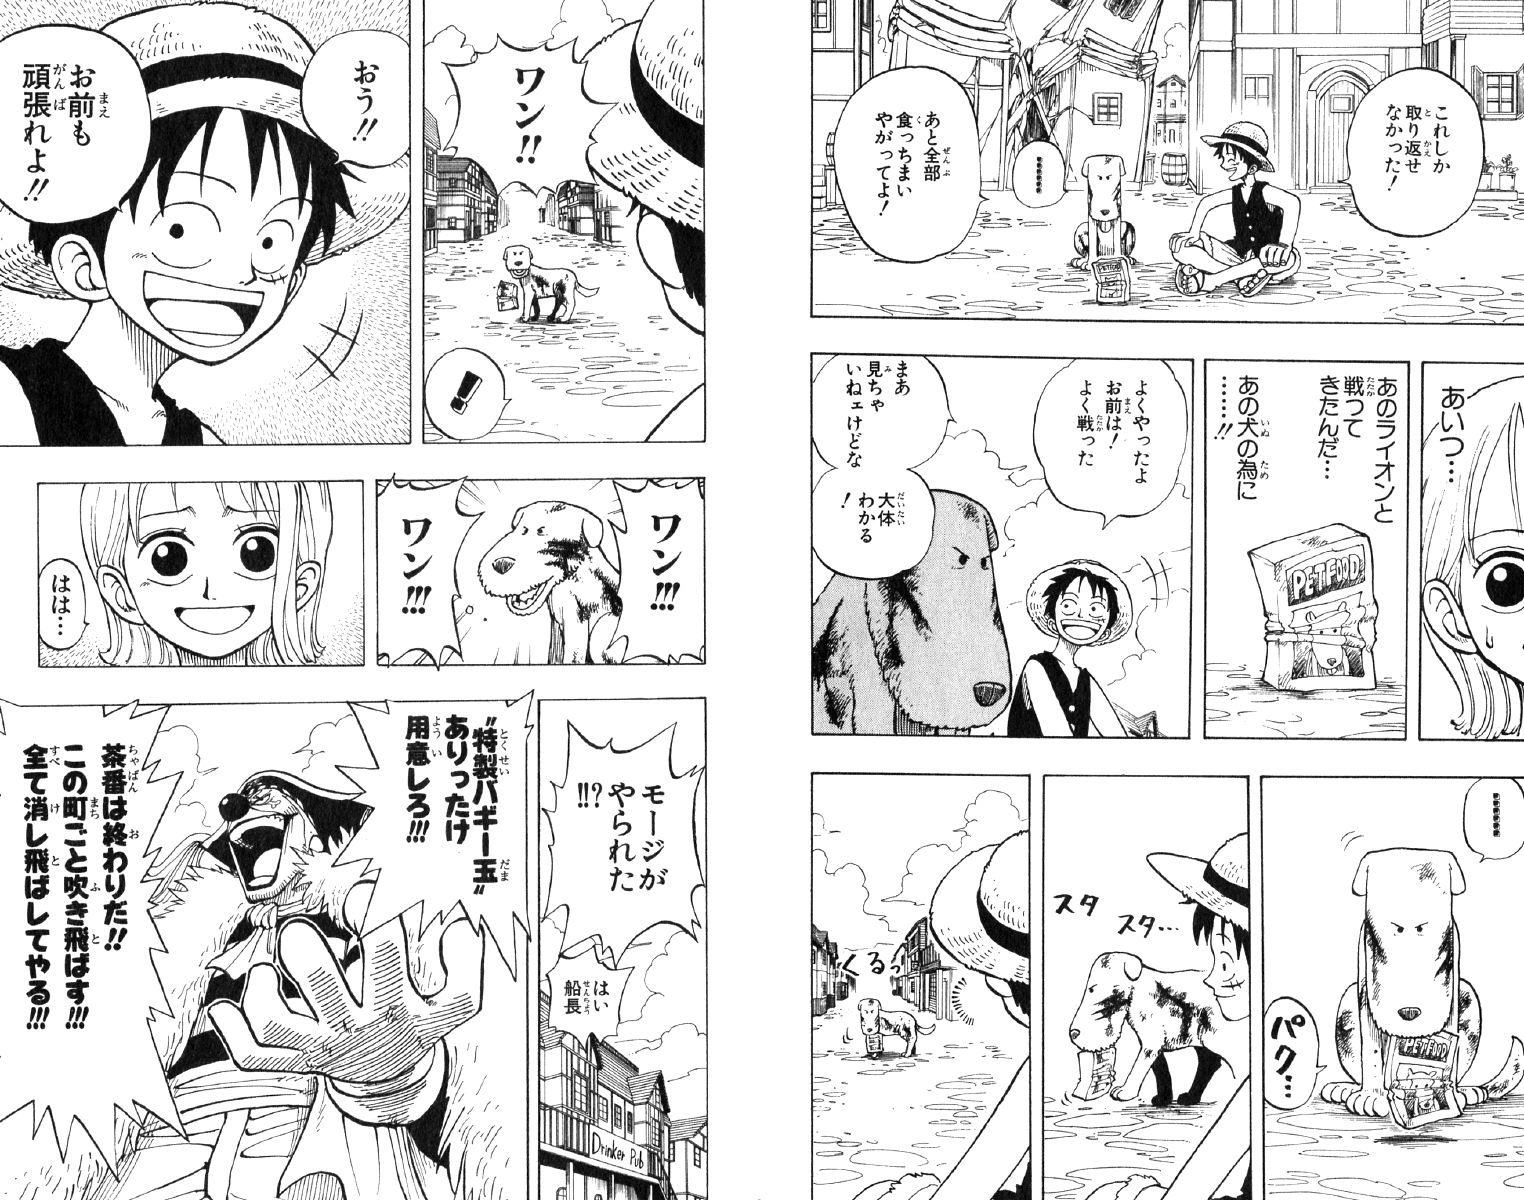 これしか
取り返せ
なかった！
………
あと全部
食っちまい
やがってよ！
PET FOOD
あいつ…
あのライオンと
戦って
きたんだ…
あの犬の為に
……!!
PET FOOD
よくやったよ
お前は！
よく戦った
まあ
見ちゃ
いねェけどな
大体
わかる
！
………
パク…
PET FOOD
スタ
スタ…
くるっ
ワン!!
！
おう!!
お前も
頑張れよ!!
ワン!!!
ワン!!!
はは…
モージが
やられた
!!?
はい
船長
Drinker Pub
“特製バギー玉”
ありったけ
用意しろ!!!
茶番は終わりだ!!
この町ごと吹き飛ばす!!!
全て消し飛ばしてやる!!!